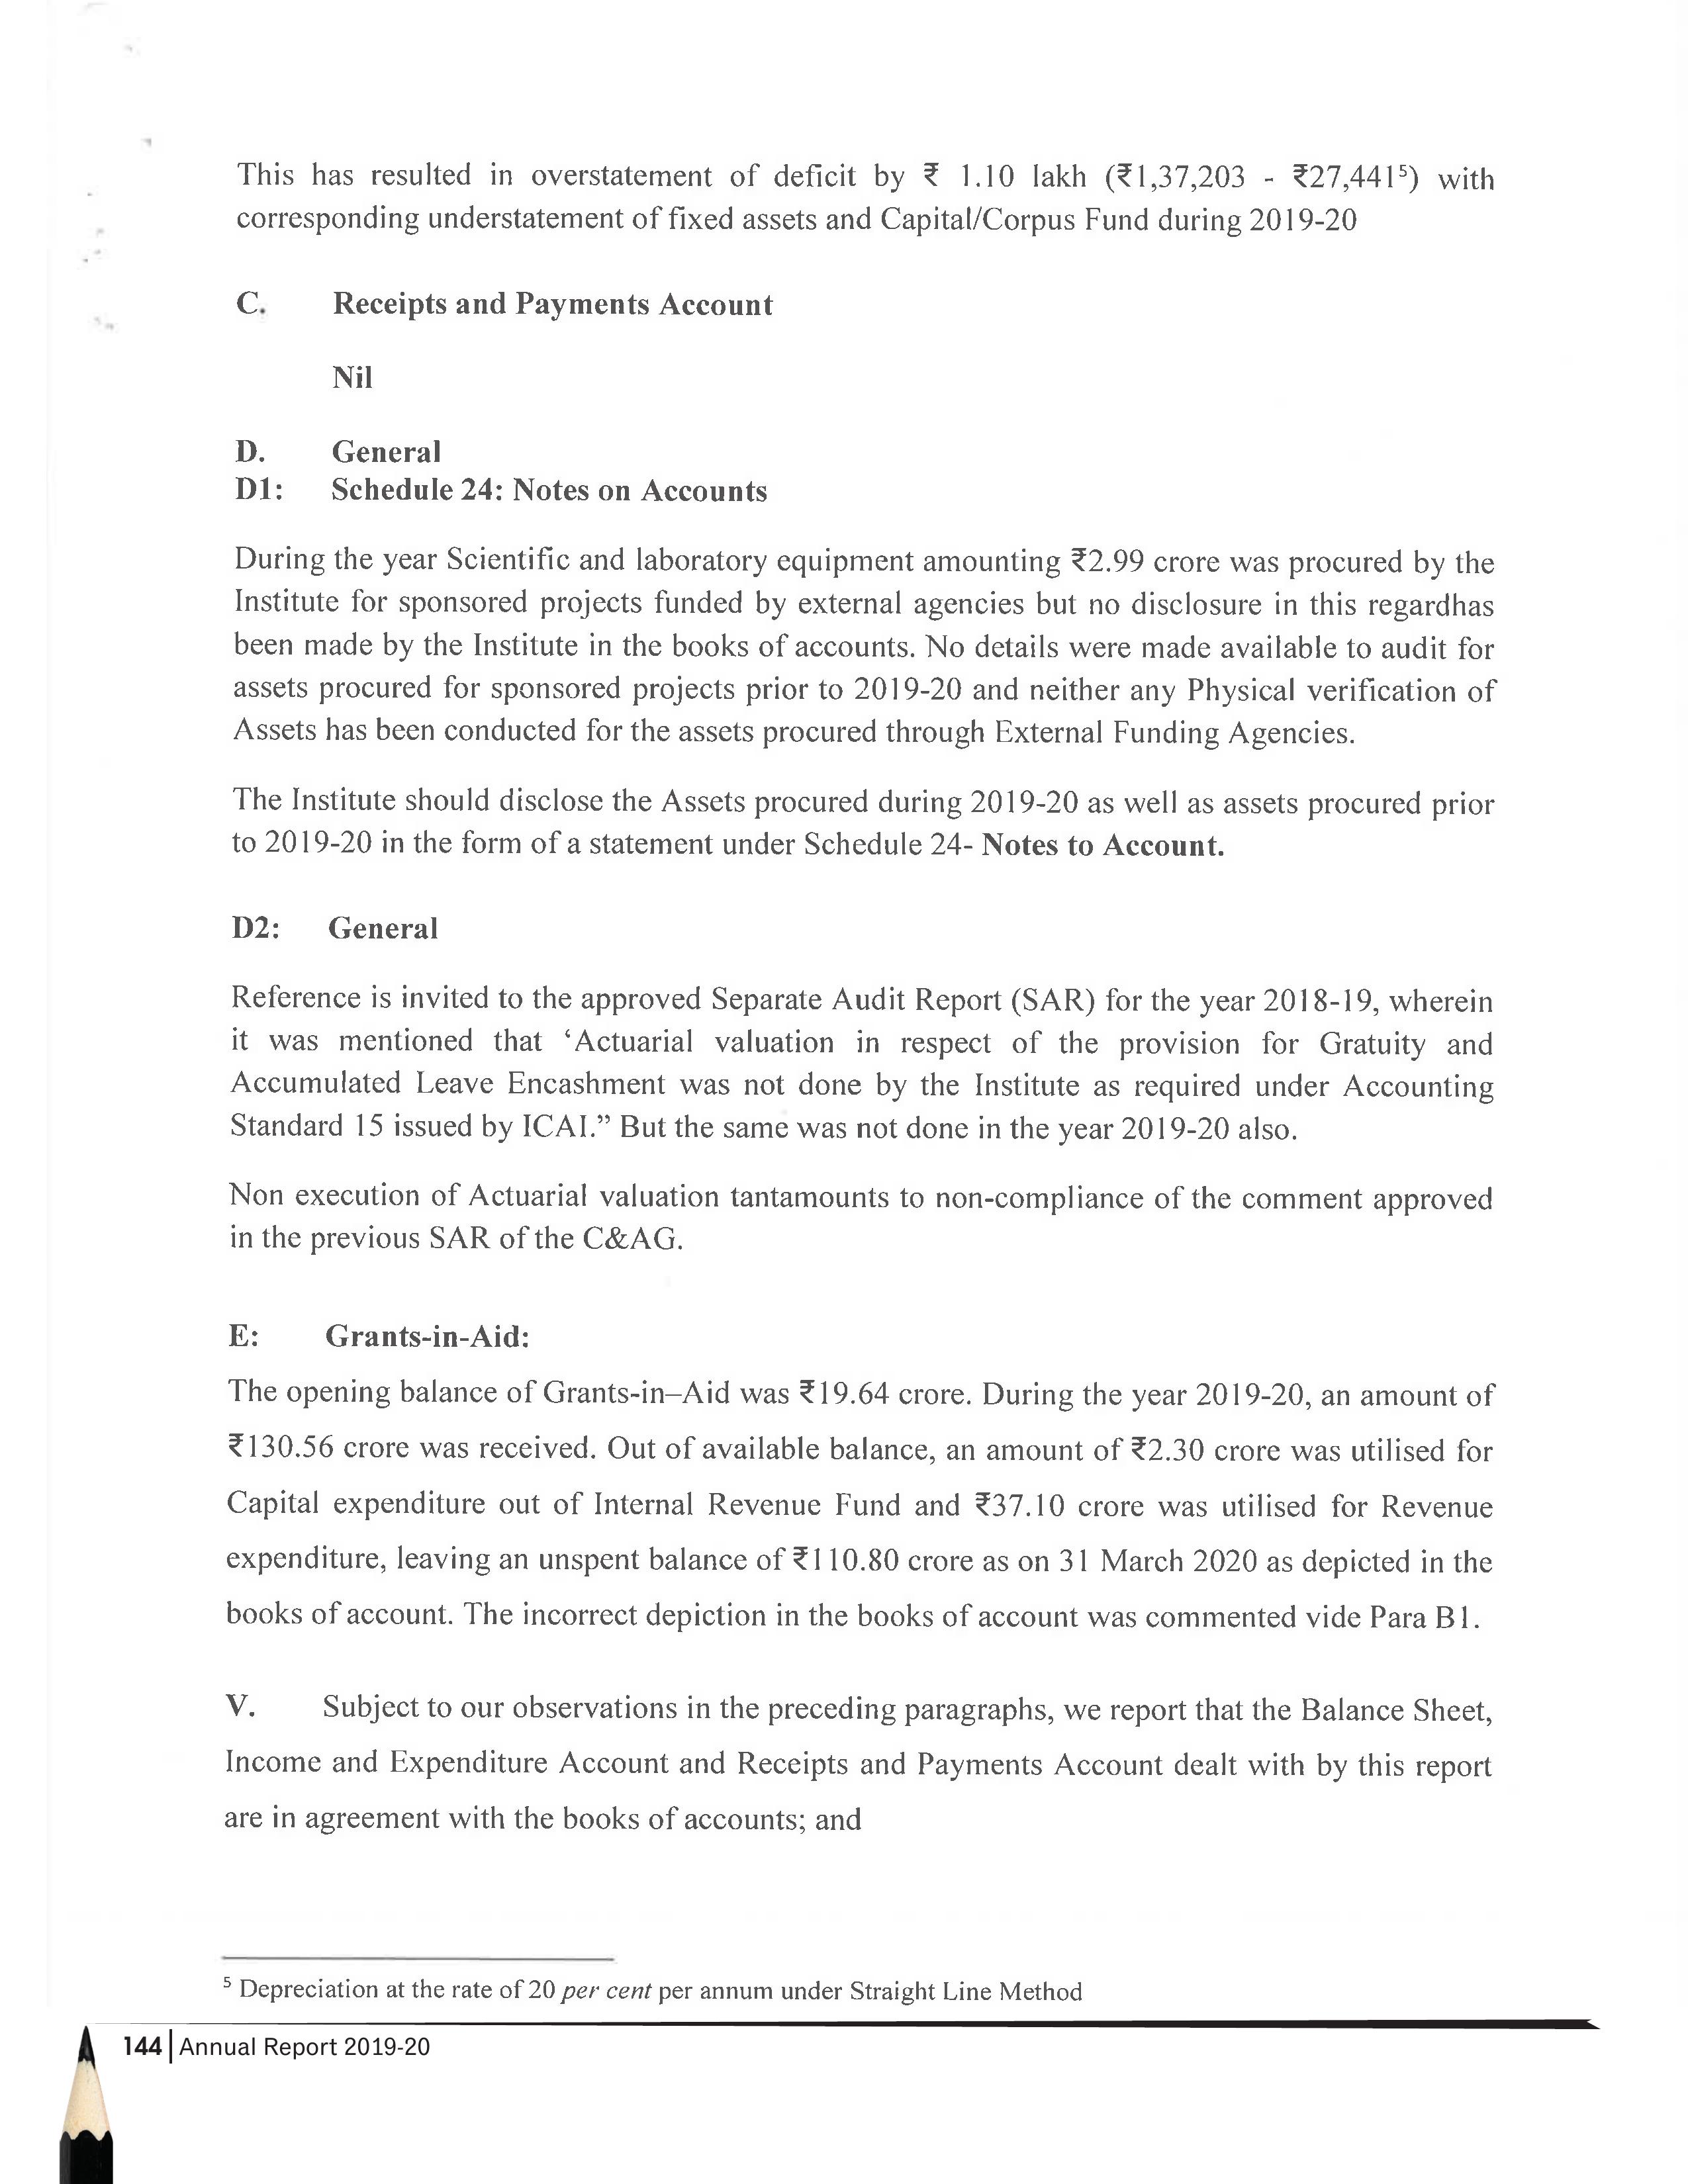 This has resulted in overstatement of deficit by ₹ 1.10 lakh (₹1,37,203 - ₹27,441⁵) with
corresponding understatement of fixed assets and Capital/Corpus Fund during 2019-20
C. Receipts and Payments Account
Nil
D. General
D1: Schedule 24: Notes on Accounts
During the year Scientific and laboratory equipment amounting ₹2.99 crore was procured by the
Institute for sponsored projects funded by external agencies but no disclosure in this regardhas
been made by the Institute in the books of accounts. No details were made available to audit for
assets procured for sponsored projects prior to 2019-20 and neither any Physical verification of
Assets has been conducted for the assets procured through External Funding Agencies.
The Institute should disclose the Assets procured during 2019-20 as well as assets procured prior
to 2019-20 in the form of a statement under Schedule 24- Notes to Account.
D2: General
Reference is invited to the approved Separate Audit Report (SAR) for the year 2018-19, wherein
it was mentioned that ‘Actuarial valuation in respect of the provision for Gratuity and
Accumulated Leave Encashment was not done by the Institute as required under Accounting
Standard 15 issued by ICAI.” But the same was not done in the year 2019-20 also.
Non execution of Actuarial valuation tantamounts to non-compliance of the comment approved
in the previous SAR of the C&AG.
E: Grants-in-Aid:
The opening balance of Grants-in–Aid was ₹19.64 crore. During the year 2019-20, an amount of
₹130.56 crore was received. Out of available balance, an amount of ₹2.30 crore was utilised for
Capital expenditure out of Internal Revenue Fund and ₹37.10 crore was utilised for Revenue
expenditure, leaving an unspent balance of ₹110.80 crore as on 31 March 2020 as depicted in the
books of account. The incorrect depiction in the books of account was commented vide Para B1.
V. Subject to our observations in the preceding paragraphs, we report that the Balance Sheet,
Income and Expenditure Account and Receipts and Payments Account dealt with by this report
are in agreement with the books of accounts; and
⁵ Depreciation at the rate of 20 per cent per annum under Straight Line Method
144 | Annual Report 2019-20